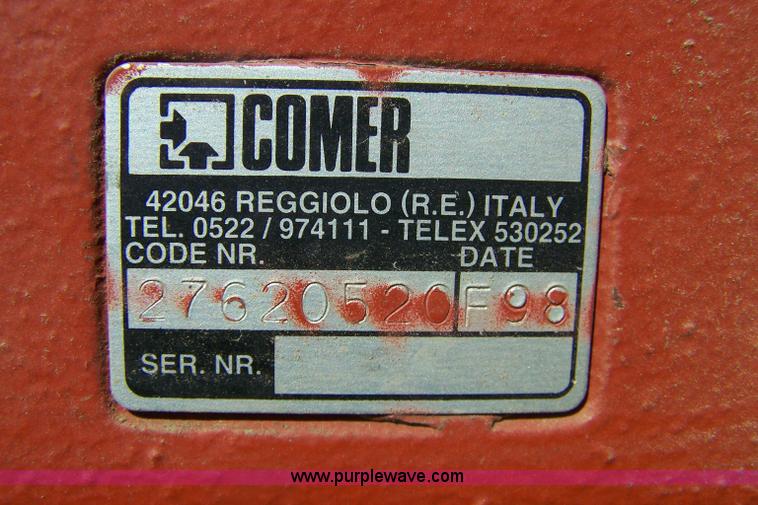 COMER
42046 REGGIOLO (R.E.) ITALY
TEL. 0522 / 974111 - TELEX 530252
CODE NR. DATE
27620520 F98
SER. NR.
www.purplewave.com